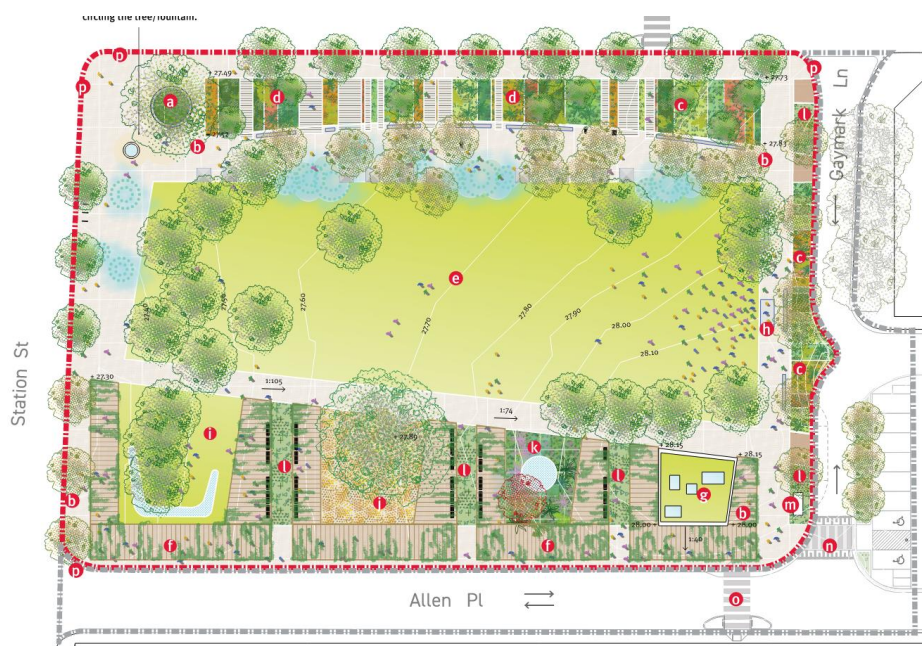 circling the tree/fountain.
p
p
p
+ 27.49
+ 27.73
a
d
d
c
l
Gaymark Ln
b
b
+ 27.83
c
e
27.60
27.70
27.80
27.90
28.00
28.10
h
Station St
+ 27.30
1:105
1:74
c
i
+ 27.89
k
28.15
+ 28.15
l
j
l
l
g
l
b
b
m
f
f
28.00 +
+ 28.00
1:40
n
p
Allen Pl
o